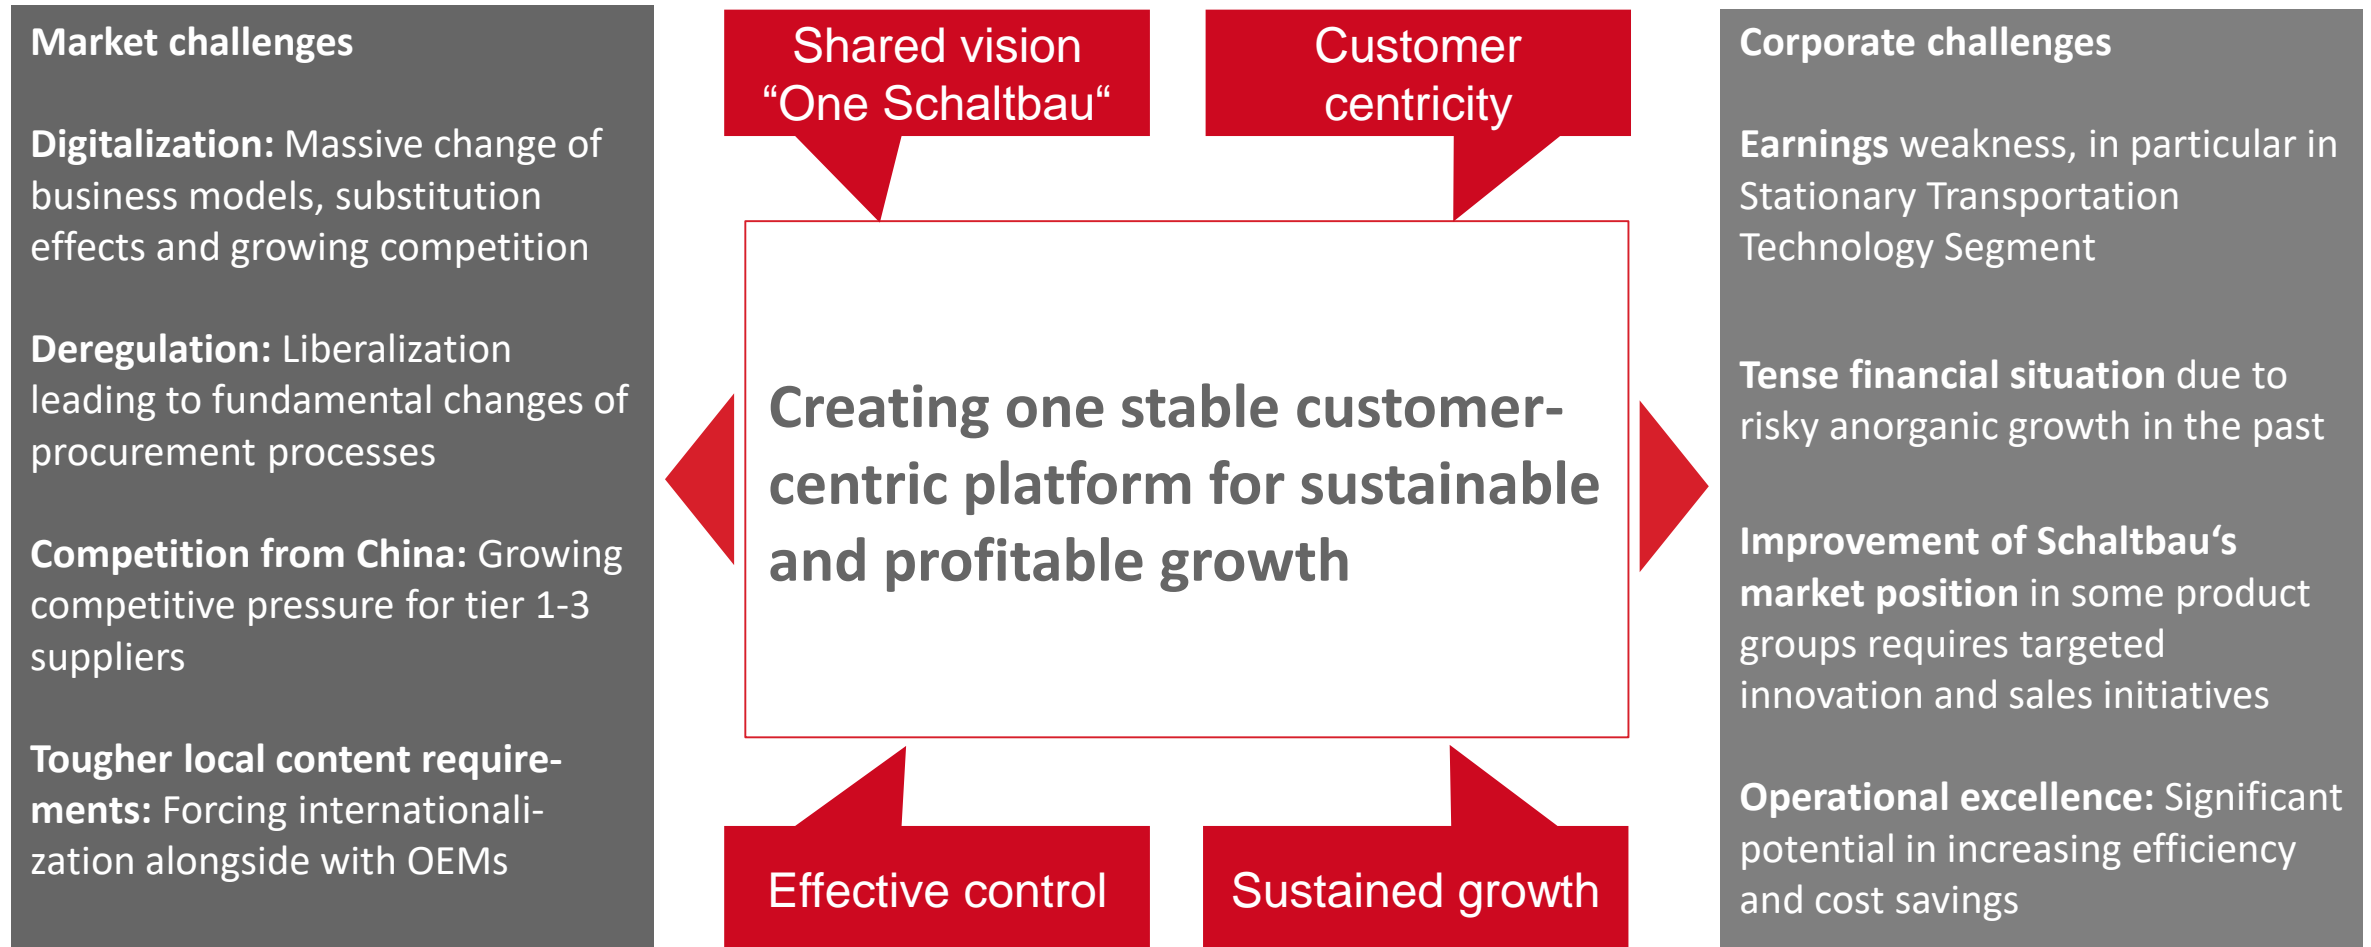 Market challenges
Digitalization: Massive change of
business models, substitution
effects and growing competition
Deregulation: Liberalization
leading to fundamental changes of
procurement processes
Competition from China: Growing
competitive pressure for tier 1-3
suppliers
Tougher local content require-
ments: Forcing internationali-
zation alongside with OEMs
Shared vision
“One Schaltbau“
Customer
centricity
Creating one stable customer-
centric platform for sustainable
and profitable growth
Effective control
Sustained growth
Corporate challenges
Earnings weakness, in particular in
Stationary Transportation
Technology Segment
Tense financial situation due to
risky anorganic growth in the past
Improvement of Schaltbau‘s
market position in some product
groups requires targeted
innovation and sales initiatives
Operational excellence: Significant
potential in increasing efficiency
and cost savings